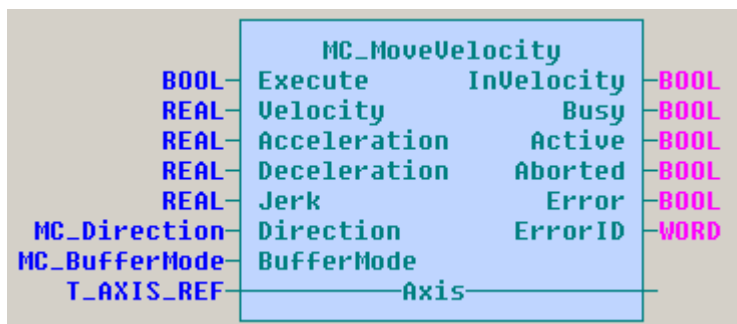 MC_MoveVelocity
BOOL Execute InVelocity BOOL
REAL Velocity Busy BOOL
REAL Acceleration Active BOOL
REAL Deceleration Aborted BOOL
REAL Jerk Error BOOL
MC_Direction Direction ErrorID WORD
MC_BufferMode BufferMode
T_AXIS_REF Axis